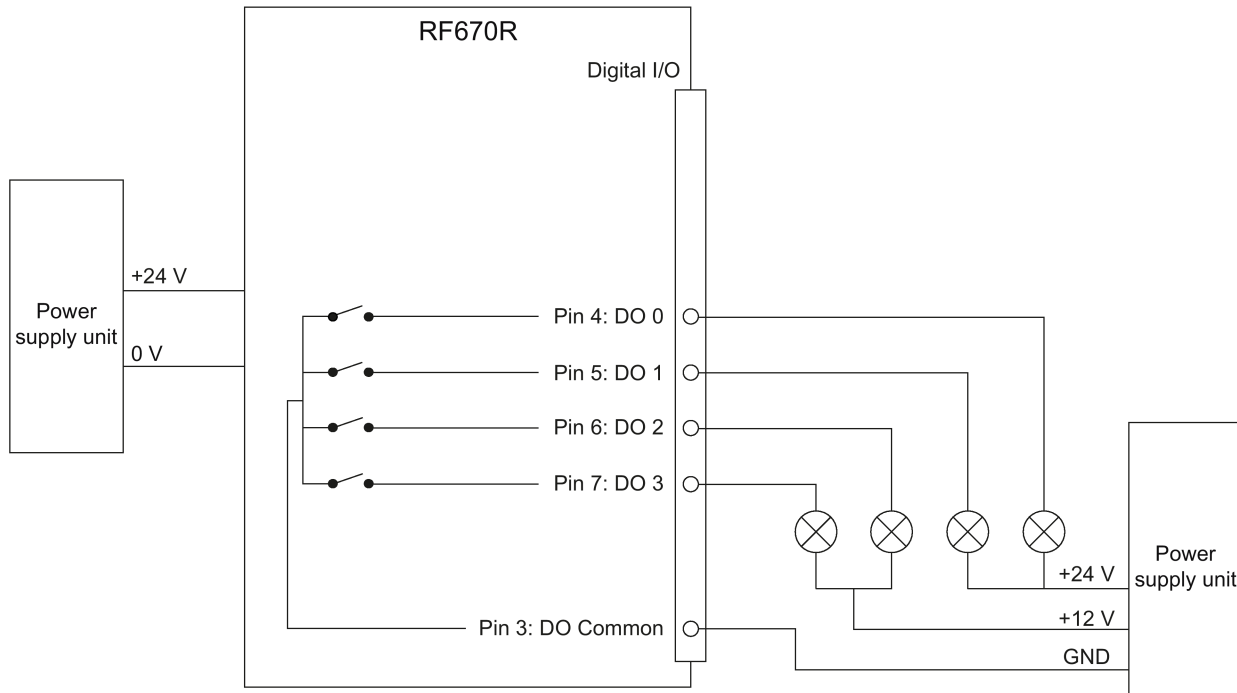 RF670R
Digital I/O
+24 V
Power
supply unit
0 V
Pin 4: DO 0
Pin 5: DO 1
Pin 6: DO 2
Pin 7: DO 3
Pin 3: DO Common
+24 V
+12 V
GND
Power
supply unit